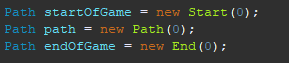 Path startOfGame = new Start(0);
Path path = new Path(0);
Path endOfGame = new End(0);